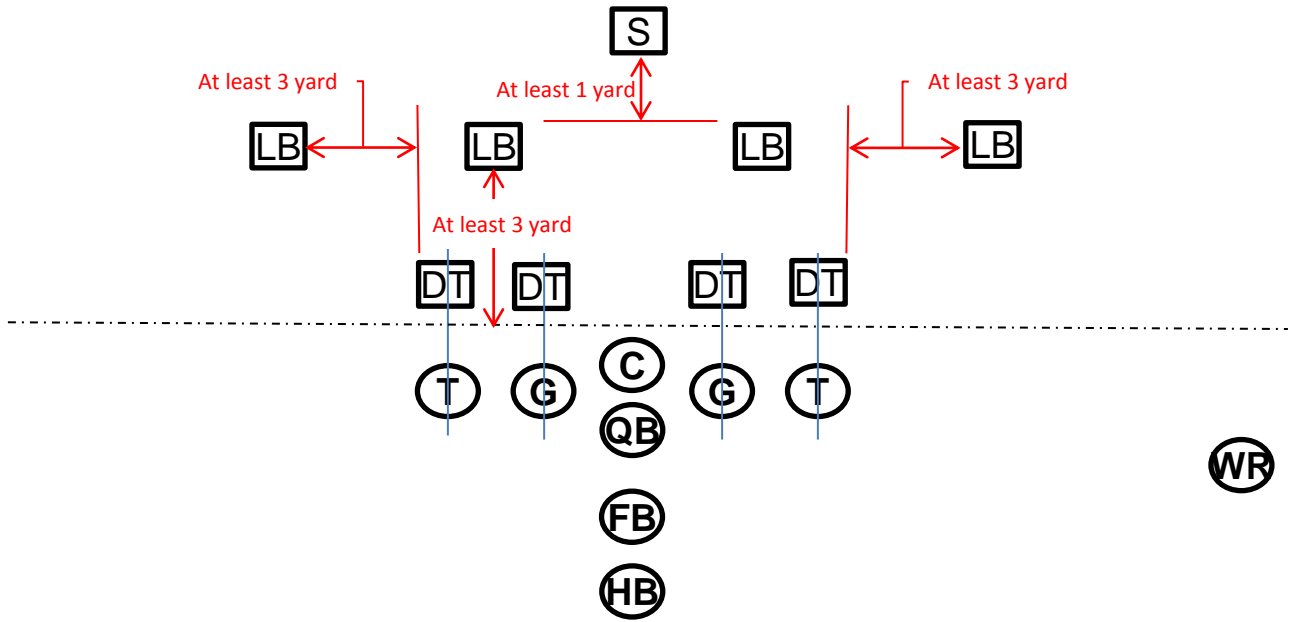 S
At least 3 yard
At least 1 yard
At least 3 yard
LB
LB
LB
LB
At least 3 yard
DT
DT
DT
DT
C
T
G
G
T
QB
WR
FB
HB